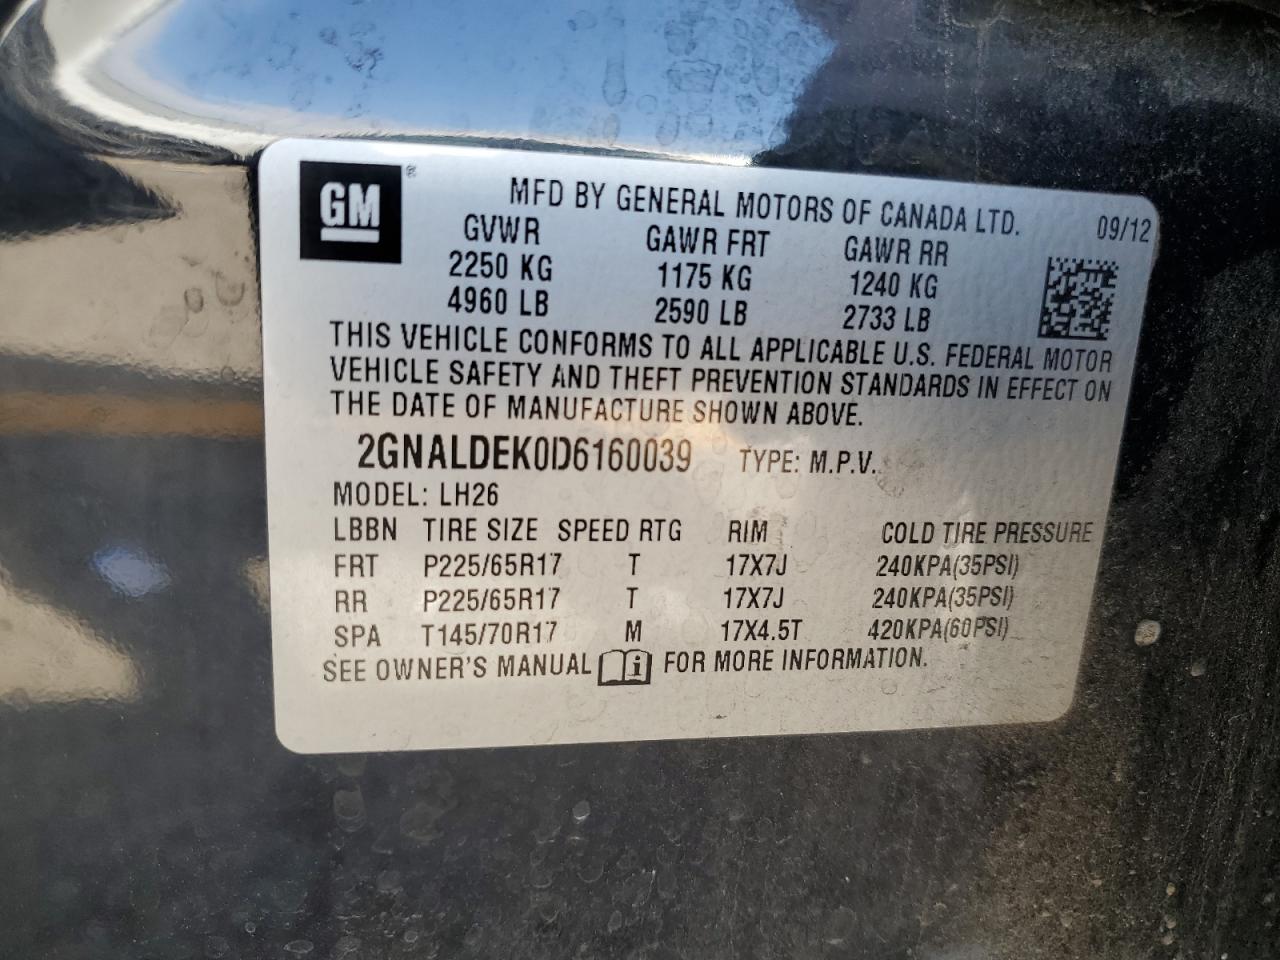 GM®
MFD BY GENERAL MOTORS OF CANADA LTD. 09/12
GVWR GAWR FRT GAWR RR
2250 KG 1175 KG 1240 KG
4960 LB 2590 LB 2733 LB
THIS VEHICLE CONFORMS TO ALL APPLICABLE U.S. FEDERAL MOTOR
VEHICLE SAFETY AND THEFT PREVENTION STANDARDS IN EFFECT ON
THE DATE OF MANUFACTURE SHOWN ABOVE.
2GNALDEK0D6160039 TYPE: M.P.V.
MODEL: LH26
LBBN TIRE SIZE SPEED RTG RIM COLD TIRE PRESSURE
FRT P225/65R17 T 17X7J 240KPA(35PSI)
RR P225/65R17 T 17X7J 240KPA(35PSI)
SPA T145/70R17 M 17X4.5T 420KPA(60PSI)
SEE OWNER'S MANUAL i FOR MORE INFORMATION.